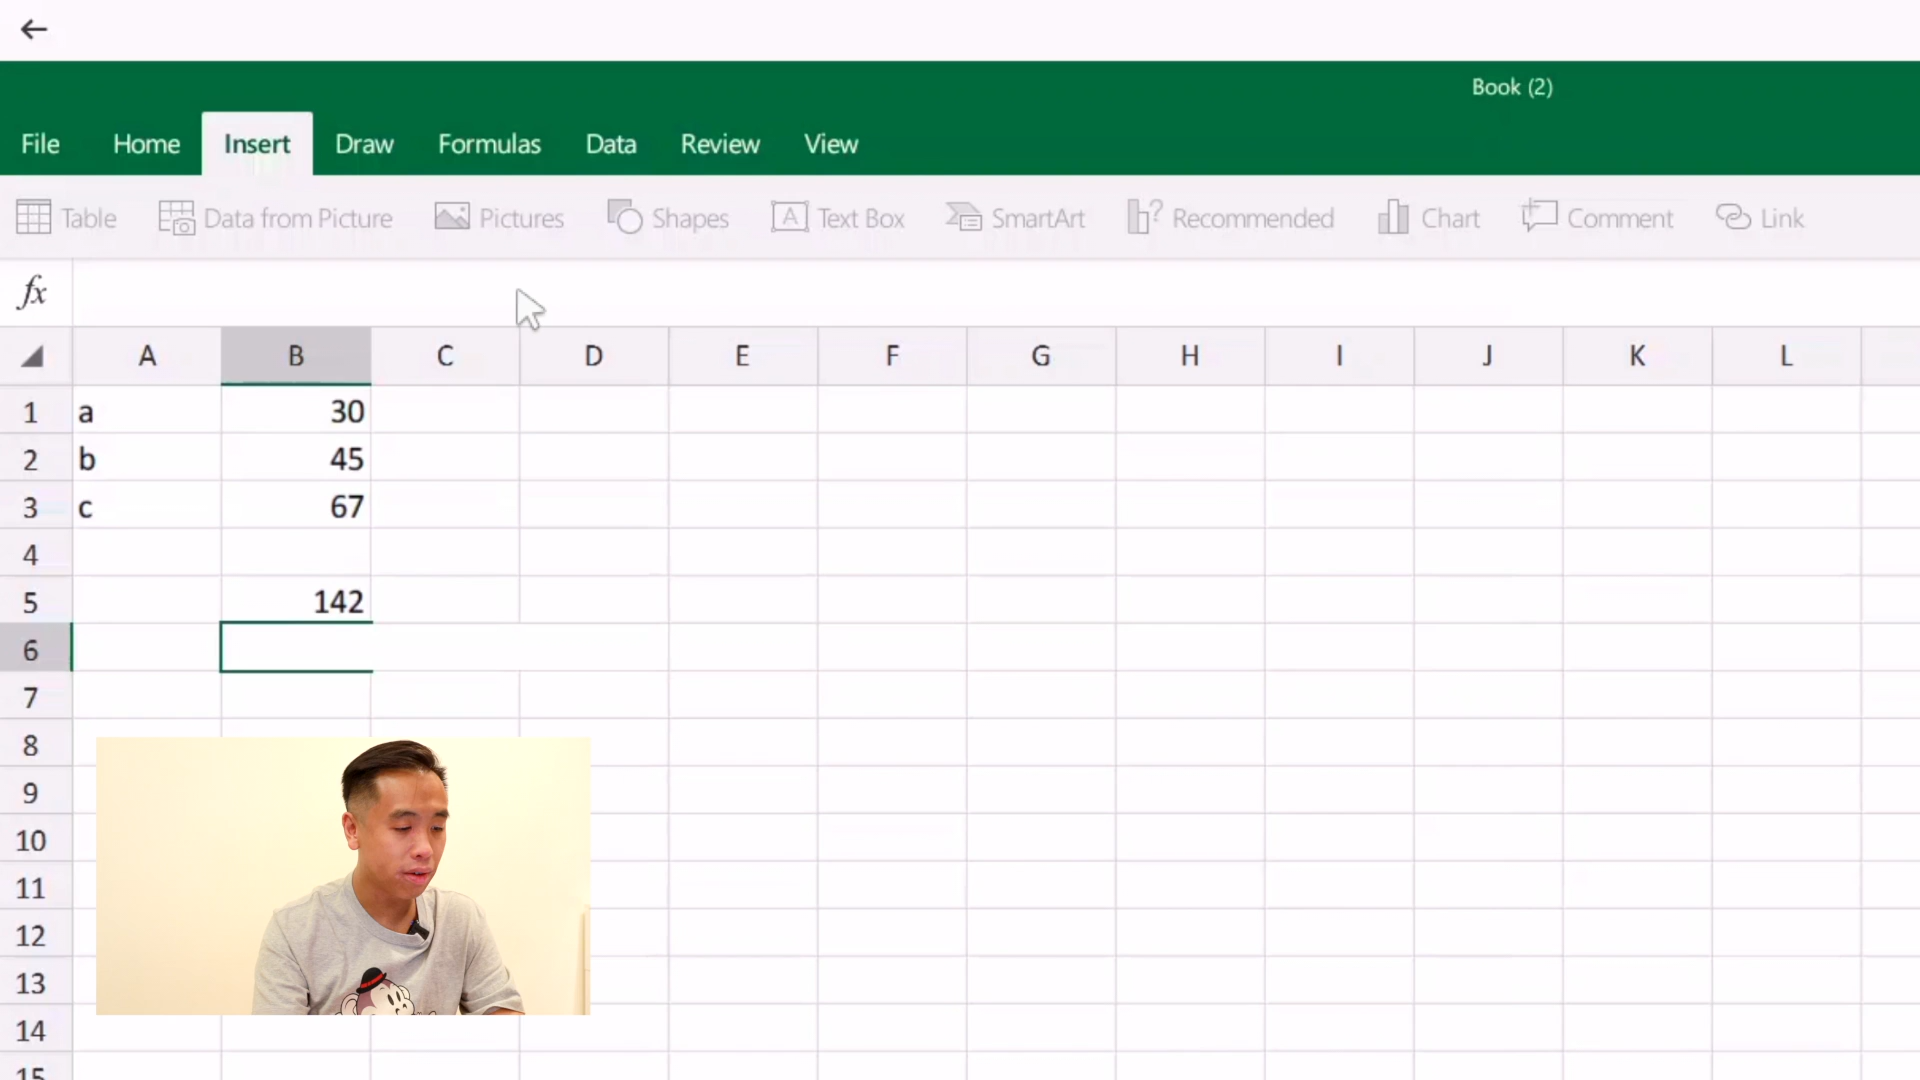 Book (2)
File Home Insert Draw Formulas Data Review View
Table Data from Picture Pictures Shapes A Text Box SmartArt ? Recommended Chart Comment Link
fx
A B C D E F G H I J K L
1 a 30
2 b 45
3 c 67
4
5 142
6
7
8
9
10
11
12
13
14
15